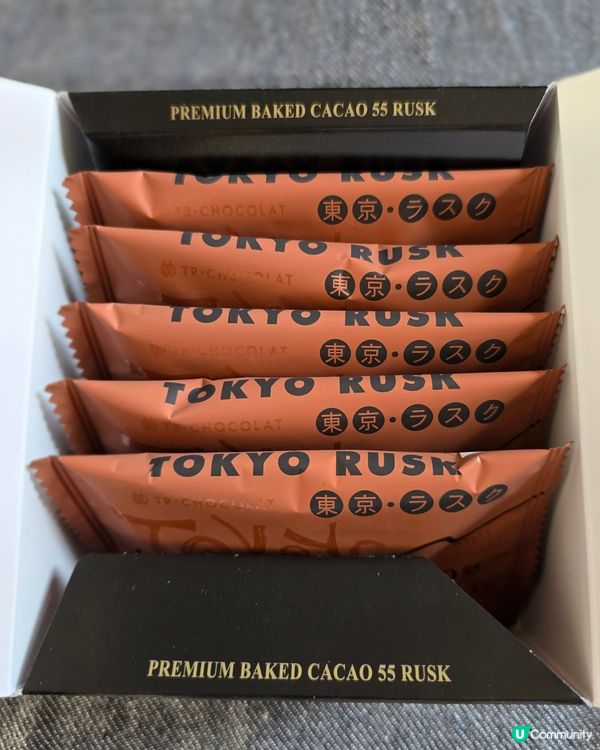 PREMIUM BAKED CACAO 55 RUSK
TOKYO RUSK
TR-CHOCOLAT 東京・ラスク
TOKYO RUSK
TR-CHOCOLAT 東京・ラスク
TOKYO RUSK
TR-CHOCOLAT 東京・ラスク
TOKYO RUSK
TR-CHOCOLAT 東京・ラスク
TOKYO RUSK
TR-CHOCOLAT 東京・ラスク
PREMIUM BAKED CACAO 55 RUSK
U Community